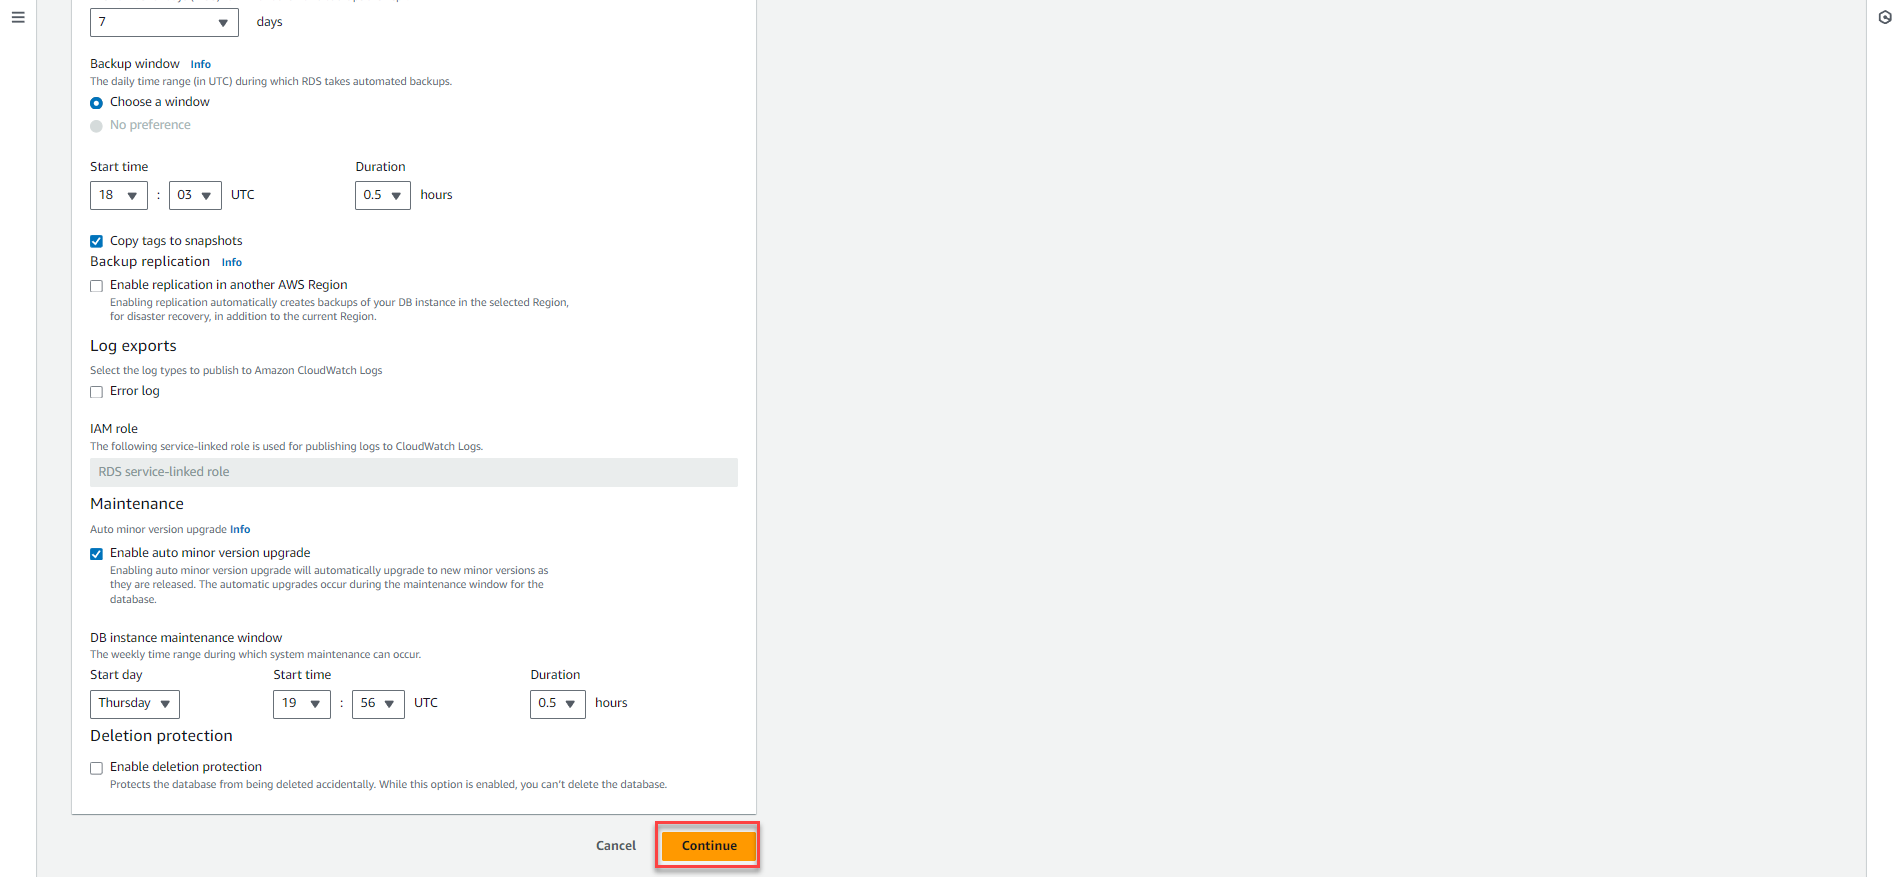 7 days
Backup window Info
The daily time range (in UTC) during which RDS takes automated backups.
Choose a window
No preference
Start time Duration
18 : 03 UTC 0.5 hours
Copy tags to snapshots
Backup replication Info
Enable replication in another AWS Region
Enabling replication automatically creates backups of your DB instance in the selected Region,
for disaster recovery, in addition to the current Region.
Log exports
Select the log types to publish to Amazon CloudWatch Logs
Error log
IAM role
The following service-linked role is used for publishing logs to CloudWatch Logs.
RDS service-linked role
Maintenance
Auto minor version upgrade Info
Enable auto minor version upgrade
Enabling auto minor version upgrade will automatically upgrade to new minor versions as
they are released. The automatic upgrades occur during the maintenance window for the
database.
DB instance maintenance window
The weekly time range during which system maintenance can occur.
Start day Start time Duration
Thursday 19 : 56 UTC 0.5 hours
Deletion protection
Enable deletion protection
Protects the database from being deleted accidentally. While this option is enabled, you can't delete the database.
Cancel Continue